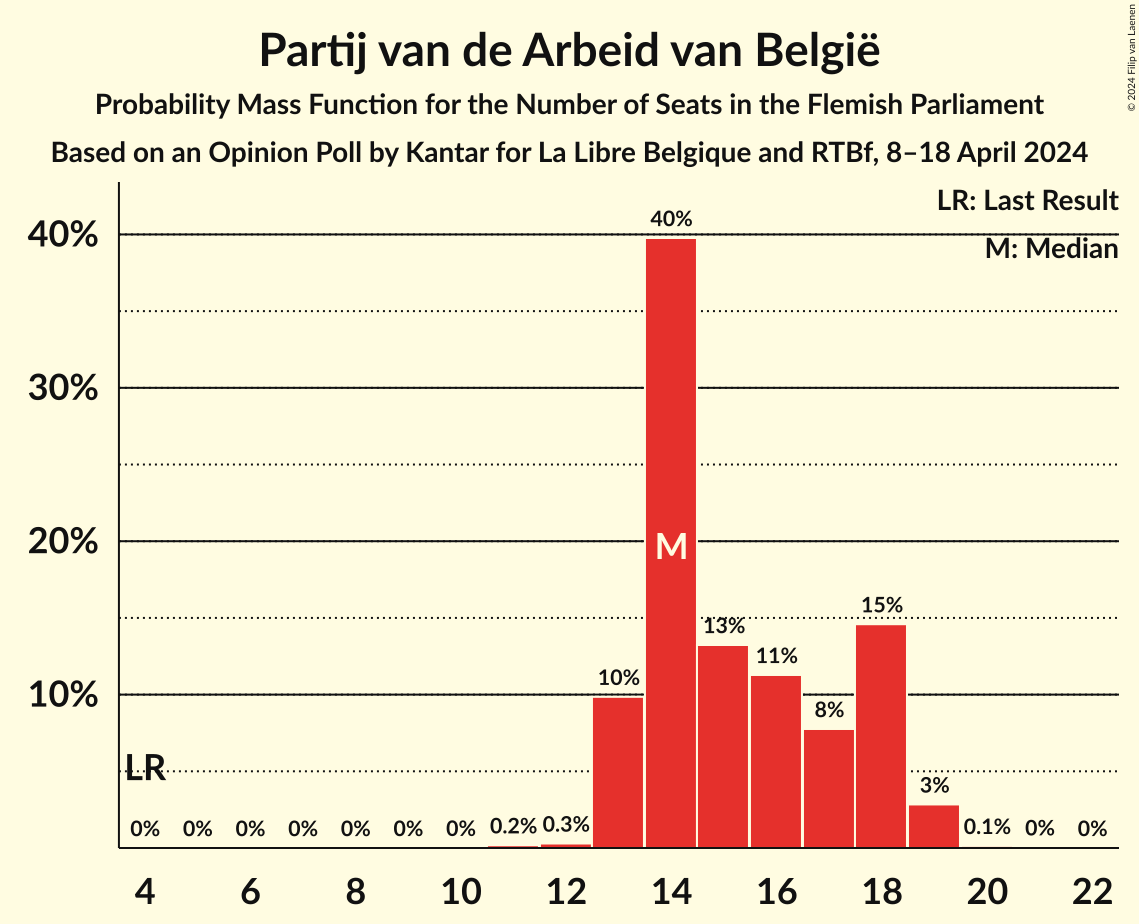 Partij van de Arbeid van België
Probability Mass Function for the Number of Seats in the Flemish Parliament
Based on an Opinion Poll by Kantar for La Libre Belgique and RTBf, 8–18 April 2024
© 2024 Filip van Laenen
LR: Last Result
M: Median
40%
30%
20%
10%
LR
0%
0%
0%
0%
0%
0%
0%
0.2%
0.3%
10%
40%
M
13%
11%
8%
15%
3%
0.1%
0%
0%
4 6 8 10 12 14 16 18 20 22